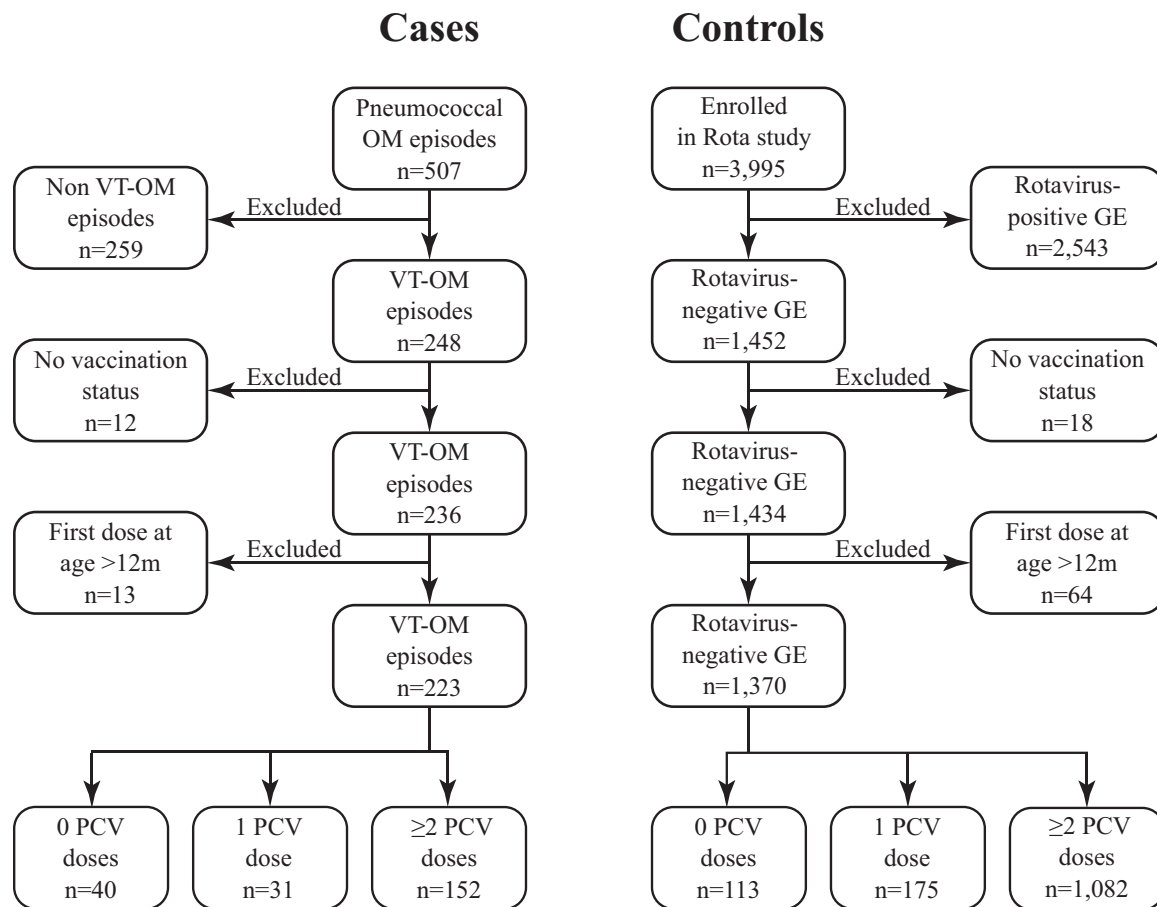 Cases
Controls
Pneumococcal
OM episodes
n=507
Enrolled
in Rota study
n=3,995
Non VT-OM
episodes
n=259
Excluded
Excluded
Rotavirus-
positive GE
n=2,543
VT-OM
episodes
n=248
Rotavirus-
negative GE
n=1,452
No vaccination
status
n=12
Excluded
Excluded
No vaccination
status
n=18
VT-OM
episodes
n=236
Rotavirus-
negative GE
n=1,434
First dose at
age >12m
n=13
Excluded
Excluded
First dose at
age >12m
n=64
VT-OM
episodes
n=223
Rotavirus-
negative GE
n=1,370
0 PCV
doses
n=40
1 PCV
dose
n=31
≥2 PCV
doses
n=152
0 PCV
doses
n=113
1 PCV
dose
n=175
≥2 PCV
doses
n=1,082